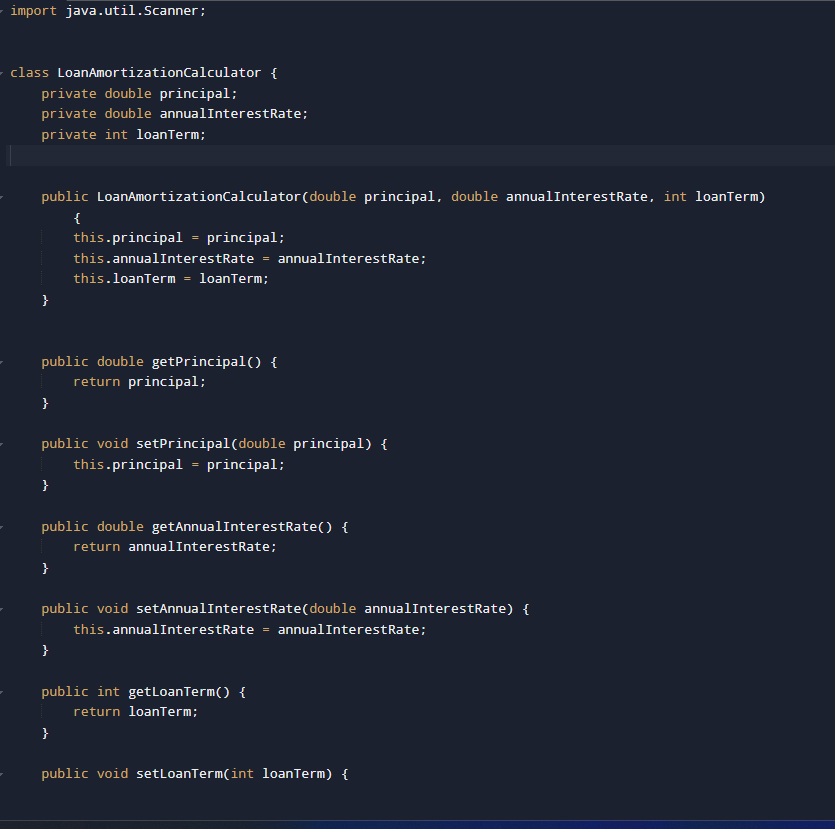 import java.util.Scanner;
class LoanAmortizationCalculator {
    private double principal;
    private double annualInterestRate;
    private int loanTerm;
    public LoanAmortizationCalculator(double principal, double annualInterestRate, int loanTerm)
        {
        this.principal = principal;
        this.annualInterestRate = annualInterestRate;
        this.loanTerm = loanTerm;
    }
    public double getPrincipal() {
        return principal;
    }
    public void setPrincipal(double principal) {
        this.principal = principal;
    }
    public double getAnnualInterestRate() {
        return annualInterestRate;
    }
    public void setAnnualInterestRate(double annualInterestRate) {
        this.annualInterestRate = annualInterestRate;
    }
    public int getLoanTerm() {
        return loanTerm;
    }
    public void setLoanTerm(int loanTerm) {